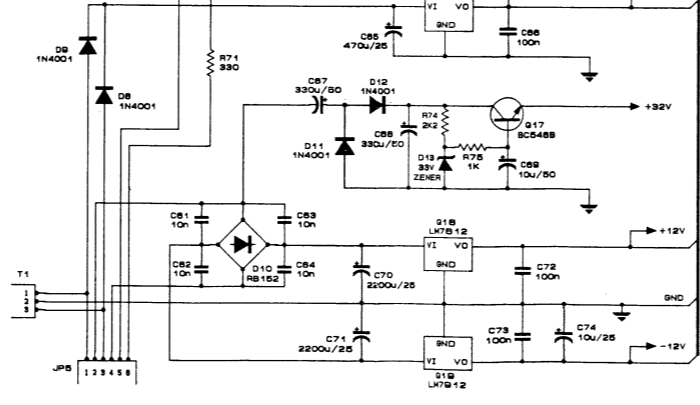 VI VO
GND
C65
470u/25
C66
100n
D9
1N4001
R71
330
D8
1N4001
C67
330u/50
D12
1N4001
R74
2K2
Q17
BC546B
+32V
C68
330u/50
D11
1N4001
D13
33V
ZENER
R75
1K
C69
10u/50
C61
10n
C63
10n
Q18
LM7812
VI VO
GND
+12V
C62
10n
D10
RB152
C64
10n
C70
2200u/25
C72
100n
T1
1
2
3
GND
C71
2200u/25
GND
VI VO
Q19
LM7912
C73
100n
C74
10u/25
-12V
JP5
1 2 3 4 5 6